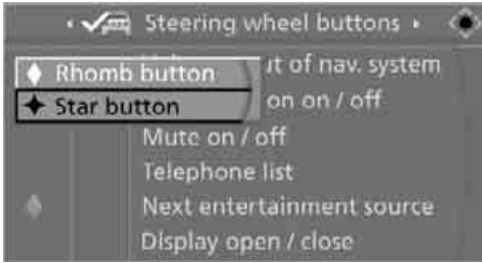 Steering wheel buttons
Rhomb button
ut of nav. system
Star button
on on / off
Mute on / off
Telephone list
Next entertainment source
Display open / close